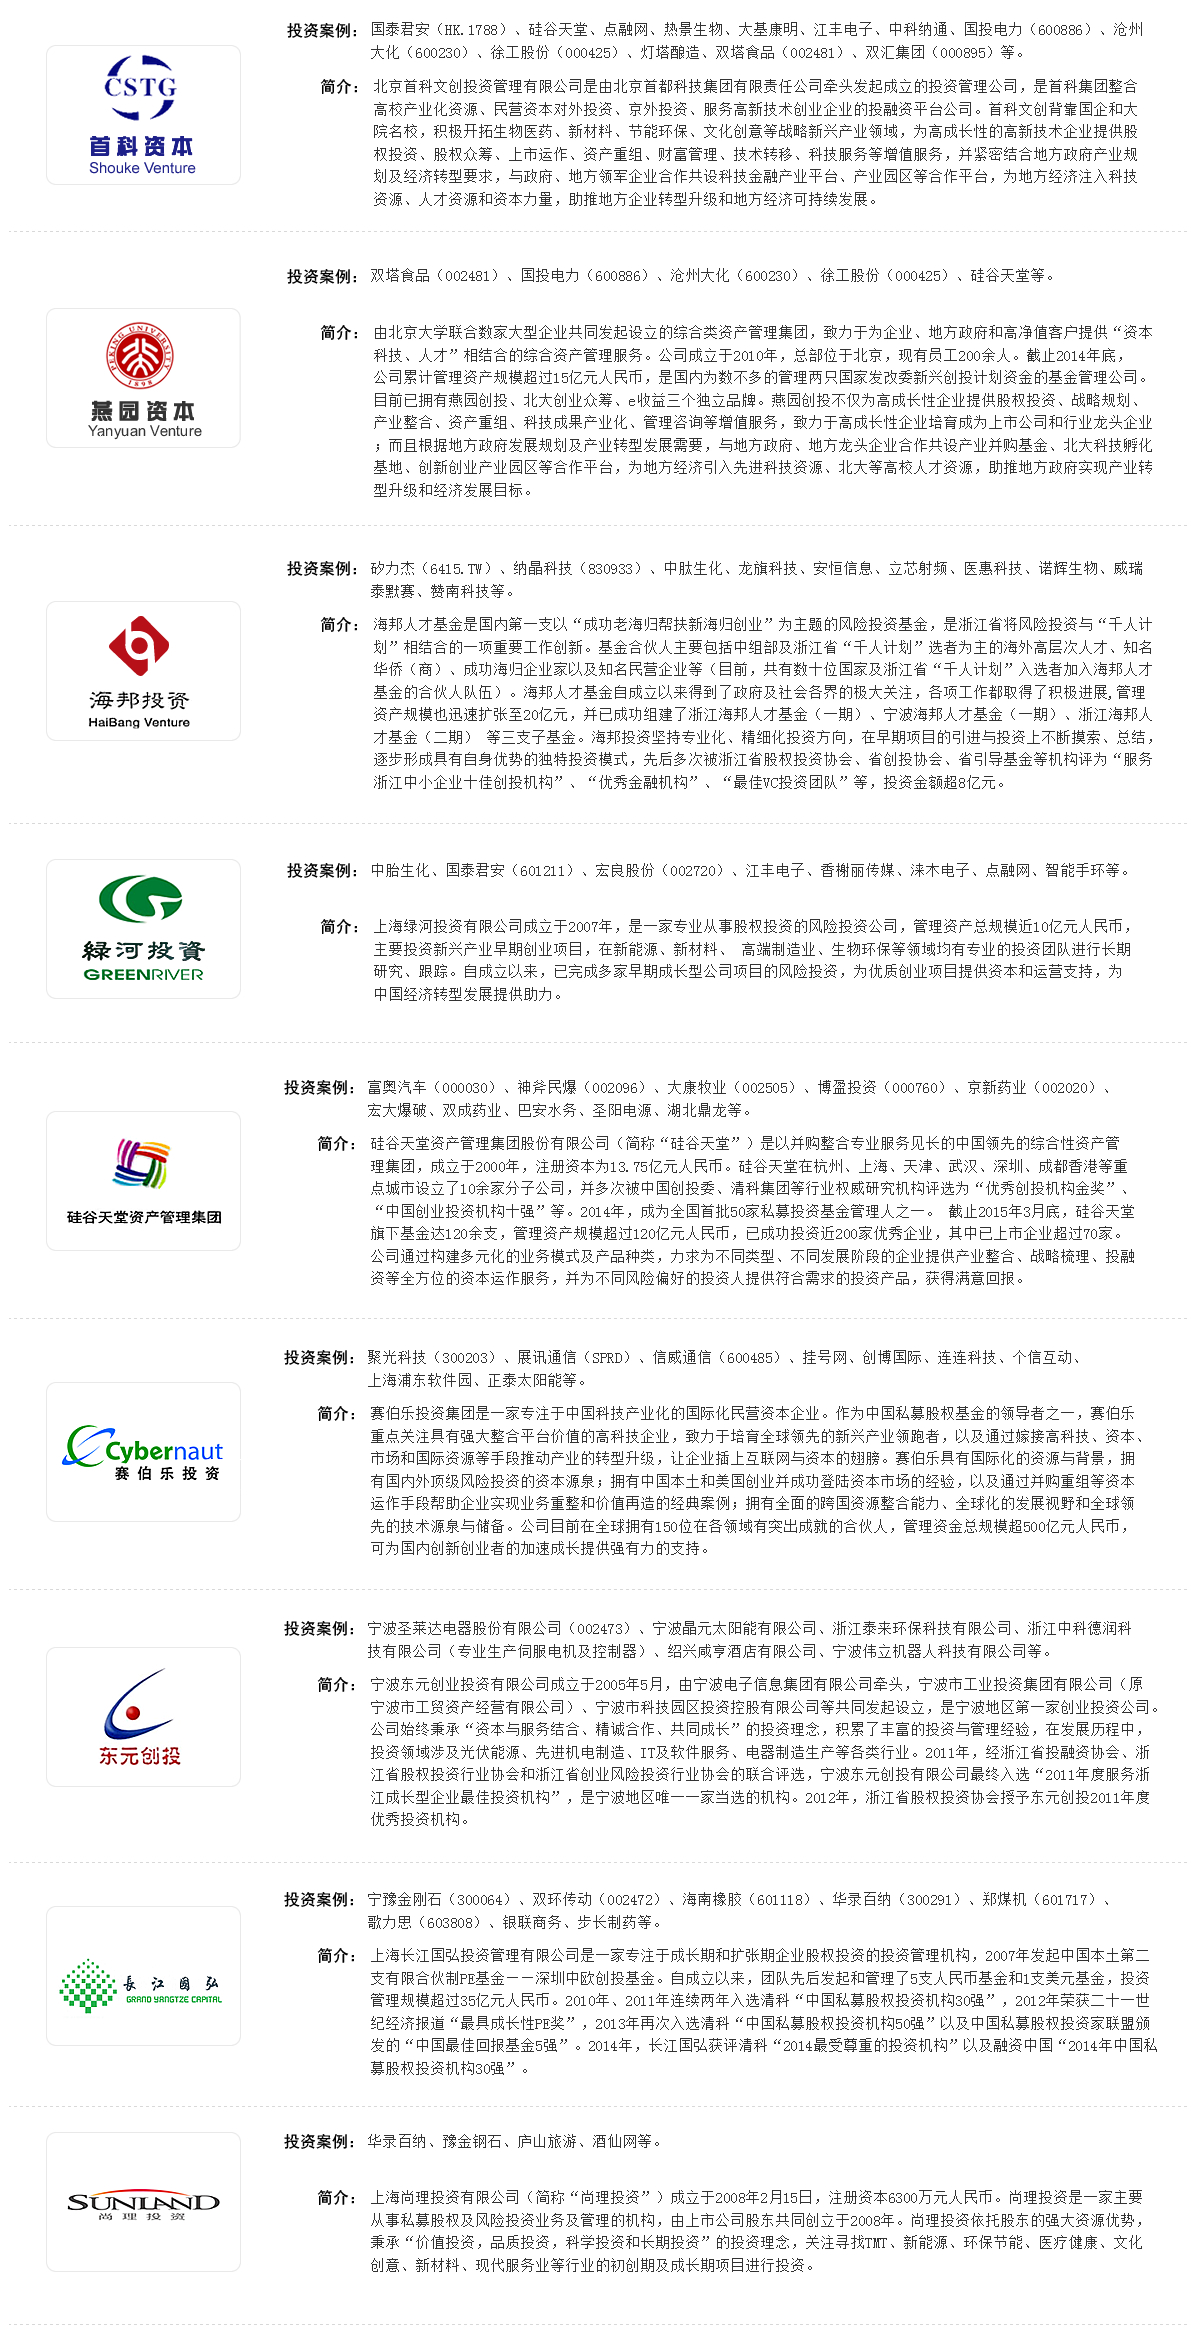 投资案例：国泰君安（HK.1788）、硅谷天堂、点融网、热景生物、大基康明、江丰电子、中科纳通、国投电力（600886）、沧州
大化（600230）、徐工股份（000425）、灯塔酿造、双塔食品（002481）、双汇集团（000895）等。
CSTG
首科资本
Shouke Venture
简介：北京首科文创投资管理有限公司是由北京首都科技集团有限责任公司牵头发起成立的投资管理公司，是首科集团整合
高校产业化资源、民营资本对外投资、京外投资、服务高新技术创业企业的投融资平台公司。首科文创背靠国企和大
院名校，积极开拓生物医药、新材料、节能环保、文化创意等战略新兴产业领域，为高成长性的高新技术企业提供股
权投资、股权众筹、上市运作、资产重组、财富管理、技术转移、科技服务等增值服务，并紧密结合地方政府产业规
划及经济转型要求，与政府、地方领军企业合作共设科技金融产业平台、产业园区等合作平台，为地方经济注入科技
资源、人才资源和资本力量，助推地方企业转型升级和地方经济可持续发展。
投资案例：双塔食品（002481）、国投电力（600886）、沧州大化（600230）、徐工股份（000425）、硅谷天堂等。
PEKING UNIVERSITY
1898
燕园资本
Yanyuan Venture
简介：由北京大学联合数家大型企业共同发起设立的综合类资产管理集团，致力于为企业、地方政府和高净值客户提供“资本
科技、人才”相结合的综合资产管理服务。公司成立于2010年，总部位于北京，现有员工200余人。截止2014年底，
公司累计管理资产规模超过15亿元人民币，是国内为数不多的管理两只国家发改委新兴创投计划资金的基金管理公司。
目前已拥有燕园创投、北大创业众筹、e收益三个独立品牌。燕园创投不仅为高成长性企业提供股权投资、战略规划、
产业整合、资产重组、科技成果产业化、管理咨询等增值服务，致力于高成长性企业培育成为上市公司和行业龙头企业
；而且根据地方政府发展规划及产业转型发展需要，与地方政府、地方龙头企业合作共设产业并购基金、北大科技孵化
基地、创新创业产业园区等合作平台，为地方经济引入先进科技资源、北大等高校人才资源，助推地方政府实现产业转
型升级和经济发展目标。
投资案例：矽力杰（6415.TW）、纳晶科技（830933）、中肽生化、龙旗科技、安恒信息、立芯射频、医惠科技、诺辉生物、威瑞
泰默赛、赞南科技等。
海邦投资
HaiBang Venture
简介：海邦人才基金是国内第一支以“成功老海归帮扶新海归创业”为主题的风险投资基金，是浙江省将风险投资与“千人计
划”相结合的一项重要工作创新。基金合伙人主要包括中组部及浙江省“千人计划”选者为主的海外高层次人才、知名
华侨（商）、成功海归企业家以及知名民营企业等（目前，共有数十位国家及浙江省“千人计划”入选者加入海邦人才
基金的合伙人队伍）。海邦人才基金自成立以来得到了政府及社会各界的极大关注，各项工作都取得了积极进展,管理
资产规模也迅速扩张至20亿元，并已成功组建了浙江海邦人才基金（一期）、宁波海邦人才基金（一期）、浙江海邦人
才基金（二期） 等三支子基金。海邦投资坚持专业化、精细化投资方向，在早期项目的引进与投资上不断摸索、总结，
逐步形成具有自身优势的独特投资模式，先后多次被浙江省股权投资协会、省创投协会、省引导基金等机构评为“服务
浙江中小企业十佳创投机构”、“优秀金融机构”、“最佳VC投资团队”等，投资金额超8亿元。
投资案例：中胎生化、国泰君安（601211）、宏良股份（002720）、江丰电子、香榭丽传媒、涞木电子、点融网、智能手环等。
綠河投資
GREENRIVER
简介：上海绿河投资有限公司成立于2007年，是一家专业从事股权投资的风险投资公司，管理资产总规模近10亿元人民币，
主要投资新兴产业早期创业项目，在新能源、新材料、 高端制造业、生物环保等领域均有专业的投资团队进行长期
研究、跟踪。自成立以来，已完成多家早期成长型公司项目的风险投资，为优质创业项目提供资本和运营支持，为
中国经济转型发展提供助力。
投资案例：富奥汽车（000030）、神斧民爆（002096）、大康牧业（002505）、博盈投资（000760）、京新药业（002020）、
宏大爆破、双成药业、巴安水务、圣阳电源、湖北鼎龙等。
硅谷天堂资产管理集团
简介：硅谷天堂资产管理集团股份有限公司（简称“硅谷天堂”）是以并购整合专业服务见长的中国领先的综合性资产管
理集团，成立于2000年，注册资本为13.75亿元人民币。硅谷天堂在杭州、上海、天津、武汉、深圳、成都香港等重
点城市设立了10余家分子公司，并多次被中国创投委、清科集团等行业权威研究机构评选为“优秀创投机构金奖”、
“中国创业投资机构十强”等。2014年，成为全国首批50家私募投资基金管理人之一。 截止2015年3月底，硅谷天堂
旗下基金达120余支，管理资产规模超过120亿元人民币，已成功投资近200家优秀企业，其中已上市企业超过70家。
公司通过构建多元化的业务模式及产品种类，力求为不同类型、不同发展阶段的企业提供产业整合、战略梳理、投融
资等全方位的资本运作服务，并为不同风险偏好的投资人提供符合需求的投资产品，获得满意回报。
投资案例：聚光科技（300203）、展讯通信（SPRD）、信威通信（600485）、挂号网、创博国际、连连科技、个信互动、
上海浦东软件园、正泰太阳能等。
Cybernaut
赛伯乐投资
简介：赛伯乐投资集团是一家专注于中国科技产业化的国际化民营资本企业。作为中国私募股权基金的领导者之一，赛伯乐
重点关注具有强大整合平台价值的高科技企业，致力于培育全球领先的新兴产业领跑者，以及通过嫁接高科技、资本、
市场和国际资源等手段推动产业的转型升级，让企业插上互联网与资本的翅膀。赛伯乐具有国际化的资源与背景，拥
有国内外顶级风险投资的资本源泉；拥有中国本土和美国创业并成功登陆资本市场的经验，以及通过并购重组等资本
运作手段帮助企业实现业务重整和价值再造的经典案例；拥有全面的跨国资源整合能力、全球化的发展视野和全球领
先的技术源泉与储备。公司目前在全球拥有150位在各领域有突出成就的合伙人，管理资金总规模超500亿元人民币，
可为国内创新创业者的加速成长提供强有力的支持。
投资案例：宁波圣莱达电器股份有限公司（002473）、宁波晶元太阳能有限公司、浙江泰来环保科技有限公司、浙江中科德润科
技有限公司（专业生产伺服电机及控制器）、绍兴咸亨酒店有限公司、宁波伟立机器人科技有限公司等。
东元创投
简介：宁波东元创业投资有限公司成立于2005年5月，由宁波电子信息集团有限公司牵头，宁波市工业投资集团有限公司（原
宁波市工贸资产经营有限公司）、宁波市科技园区投资控股有限公司等共同发起设立，是宁波地区第一家创业投资公司。
公司始终秉承“资本与服务结合、精诚合作、共同成长”的投资理念，积累了丰富的投资与管理经验，在发展历程中，
投资领域涉及光伏能源、先进机电制造、IT及软件服务、电器制造生产等各类行业。2011年，经浙江省投融资协会、浙
江省股权投资行业协会和浙江省创业风险投资行业协会的联合评选，宁波东元创投有限公司最终入选“2011年度服务浙
江成长型企业最佳投资机构”，是宁波地区唯一一家当选的机构。2012年，浙江省股权投资协会授予东元创投2011年度
优秀投资机构。
投资案例：宁豫金刚石（300064）、双环传动（002472）、海南橡胶（601118）、华录百纳（300291）、郑煤机（601717）、
歌力思（603808）、银联商务、步长制药等。
長江國弘
GRAND YANGTZE CAPITAL
简介：上海长江国弘投资管理有限公司是一家专注于成长期和扩张期企业股权投资的投资管理机构，2007年发起中国本土第二
支有限合伙制PE基金——深圳中欧创投基金。自成立以来，团队先后发起和管理了5支人民币基金和1支美元基金，投资
管理规模超过35亿元人民币。2010年、2011年连续两年入选清科“中国私募股权投资机构30强”，2012年荣获二十一世
纪经济报道“最具成长性PE奖”，2013年再次入选清科“中国私募股权投资机构50强”以及中国私募股权投资家联盟颁
发的“中国最佳回报基金5强”。2014年，长江国弘获评清科“2014最受尊重的投资机构”以及融资中国“2014年中国私
募股权投资机构30强”。
投资案例：华录百纳、豫金钢石、庐山旅游、酒仙网等。
SUNLAND
尚理投资
简介：上海尚理投资有限公司（简称“尚理投资”）成立于2008年2月15日，注册资本6300万元人民币。尚理投资是一家主要
从事私募股权及风险投资业务及管理的机构，由上市公司股东共同创立于2008年。尚理投资依托股东的强大资源优势，
秉承“价值投资，品质投资，科学投资和长期投资”的投资理念，关注寻找TMT、新能源、环保节能、医疗健康、文化
创意、新材料、现代服务业等行业的初创期及成长期项目进行投资。